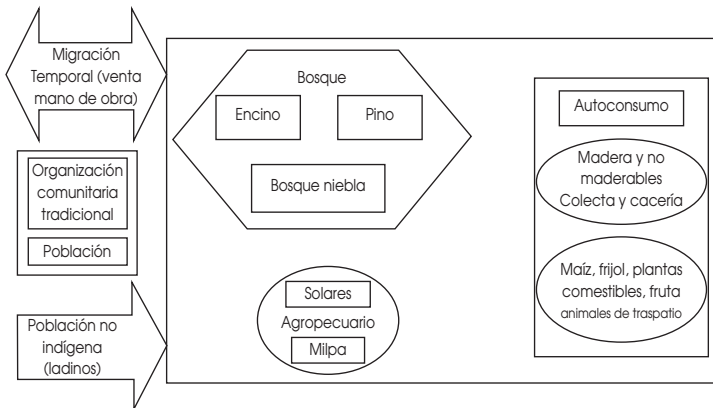 Migración
Temporal (venta
mano de obra)
Organización
comunitaria
tradicional
Población
Población no
indígena
(ladinos)
Bosque
Encino
Pino
Bosque niebla
Solares
Agropecuario
Milpa
Autoconsumo
Madera y no
maderables
Colecta y cacería
Maíz, frijol, plantas
comestibles, fruta
animales de traspatio